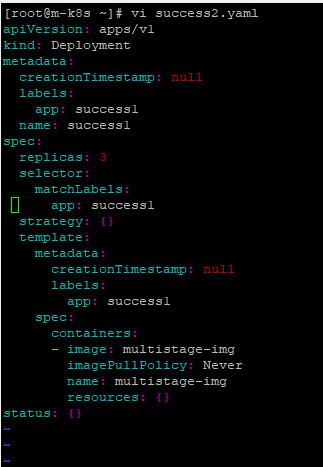 [root@m-k8s ~]# vi success2.yaml
apiVersion: apps/v1
kind: Deployment
metadata:
  creationTimestamp: null
  labels:
    app: success1
  name: success1
spec:
  replicas: 3
  selector:
    matchLabels:
      app: success1
  strategy: {}
  template:
    metadata:
      creationTimestamp: null
      labels:
        app: success1
    spec:
      containers:
      - image: multistage-img
        imagePullPolicy: Never
        name: multistage-img
        resources: {}
status: {}
~
~
~